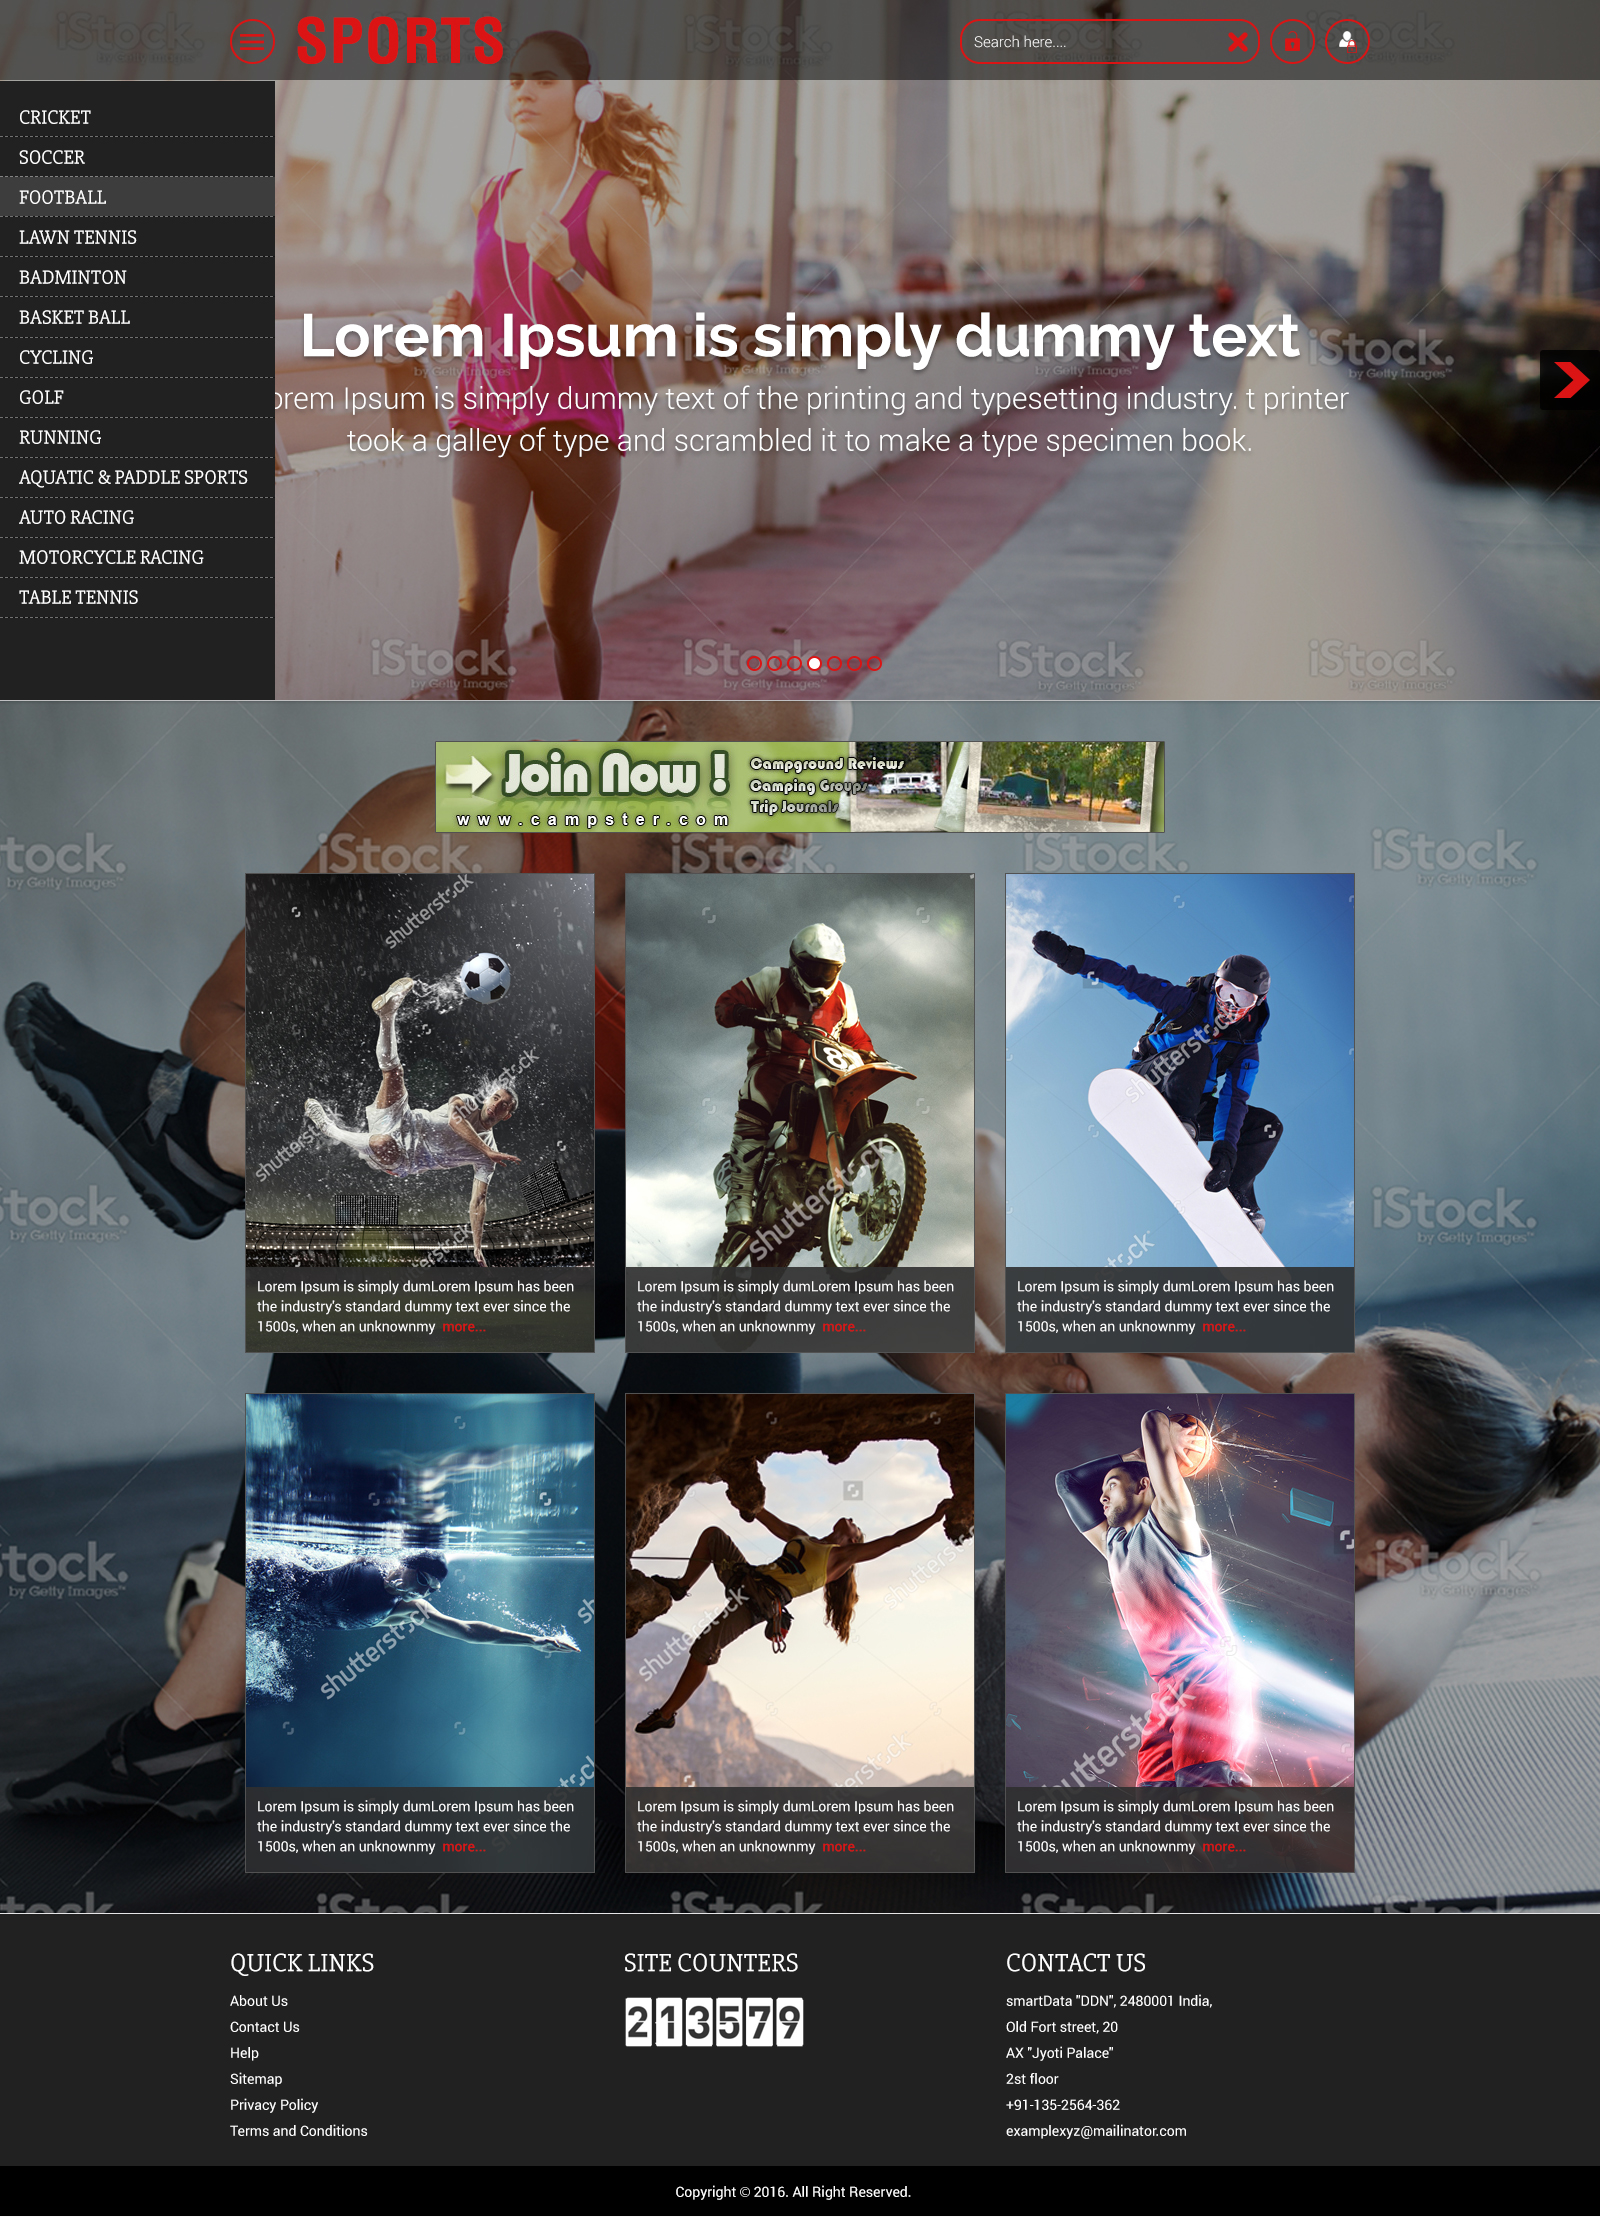 SPORTS
Search here....
CRICKET
SOCCER
FOOTBALL
LAWN TENNIS
BADMINTON
BASKET BALL
CYCLING
GOLF
RUNNING
AQUATIC & PADDLE SPORTS
AUTO RACING
MOTORCYCLE RACING
TABLE TENNIS
Lorem Ipsum is simply dummy text
orem Ipsum is simply dummy text of the printing and typesetting industry. t printer
took a galley of type and scrambled it to make a type specimen book.
iStock.
by Getty Images™
Join Now !
www.campster.com
Campground Reviews
Camping Groups
Trip Journals
shutterstock
81
Lorem Ipsum is simply dumLorem Ipsum has been
the industry's standard dummy text ever since the
1500s, when an unknownmy more...
Lorem Ipsum is simply dumLorem Ipsum has been
the industry's standard dummy text ever since the
1500s, when an unknownmy more...
Lorem Ipsum is simply dumLorem Ipsum has been
the industry's standard dummy text ever since the
1500s, when an unknownmy more...
Lorem Ipsum is simply dumLorem Ipsum has been
the industry's standard dummy text ever since the
1500s, when an unknownmy more...
Lorem Ipsum is simply dumLorem Ipsum has been
the industry's standard dummy text ever since the
1500s, when an unknownmy more...
Lorem Ipsum is simply dumLorem Ipsum has been
the industry's standard dummy text ever since the
1500s, when an unknownmy more...
QUICK LINKS
About Us
Contact Us
Help
Sitemap
Privacy Policy
Terms and Conditions
SITE COUNTERS
213579
CONTACT US
smartData "DDN", 2480001 India,
Old Fort street, 20
AX "Jyoti Palace"
2st floor
+91-135-2564-362
examplexyz@mailinator.com
Copyright © 2016. All Right Reserved.